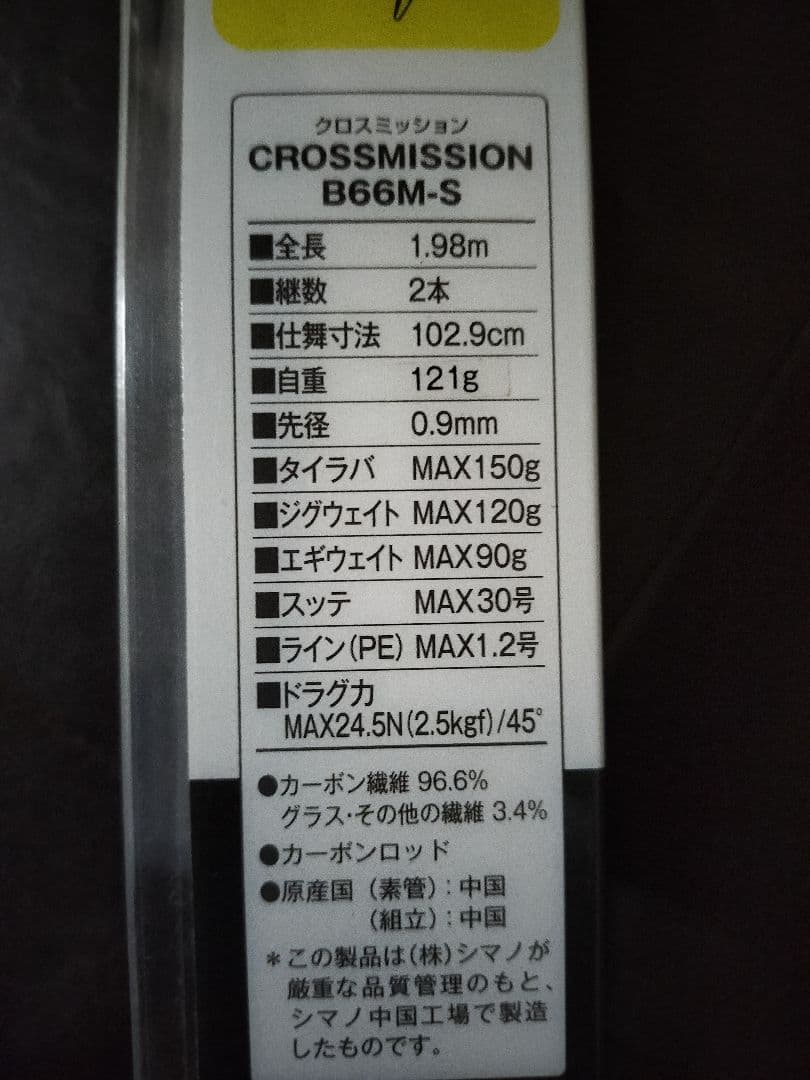 クロスミッション
CROSSMISSION
B66M-S
■全長 1.98m
■継数 2本
■仕舞寸法 102.9cm
■自重 121g
■先径 0.9mm
■タイラバ MAX150g
■ジグウェイト MAX120g
■エギウェイト MAX90g
■スッテ MAX30号
■ライン(PE) MAX1.2号
■ドラグ力
MAX24.5N(2.5kgf)/45°
●カーボン繊維 96.6%
グラス・その他の繊維 3.4%
●カーボンロッド
●原産国（素管）：中国
（組立）：中国
＊この製品は(株)シマノが
厳重な品質管理のもと、
シマノ中国工場で製造
したものです。